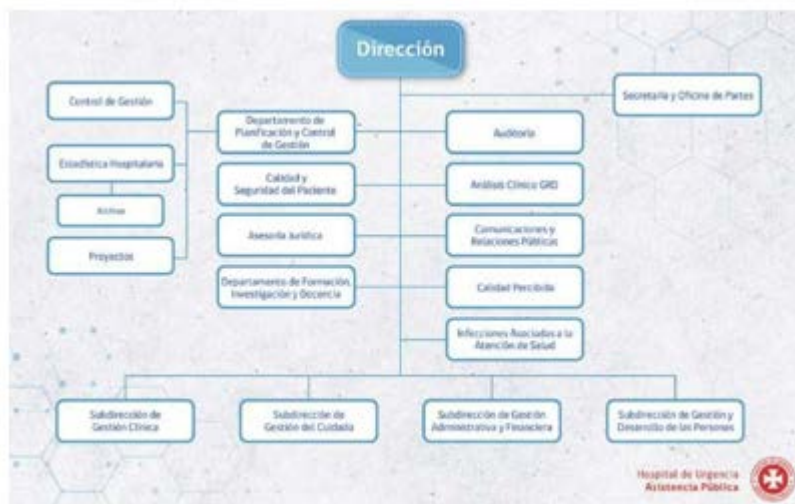 Dirección
Secretaría y Oficina de Partes
Control de Gestión
Departamento de
Planificación y Control
de Gestión
Auditoría
Estadística Hospitalaria
Calidad y
Seguridad del Paciente
Análisis Clínico GRD
Archivo
Asesoría Jurídica
Comunicaciones y
Relaciones Públicas
Proyectos
Departamento de Formación,
Investigación y Docencia
Calidad Percibida
Infecciones Asociadas a la
Atención de Salud
Subdirección de
Gestión Clínica
Subdirección de
Gestión del Cuidado
Subdirección de Gestión
Administrativa y Financiera
Subdirección de Gestión y
Desarrollo de las Personas
Hospital de Urgencia
Asistencia Pública